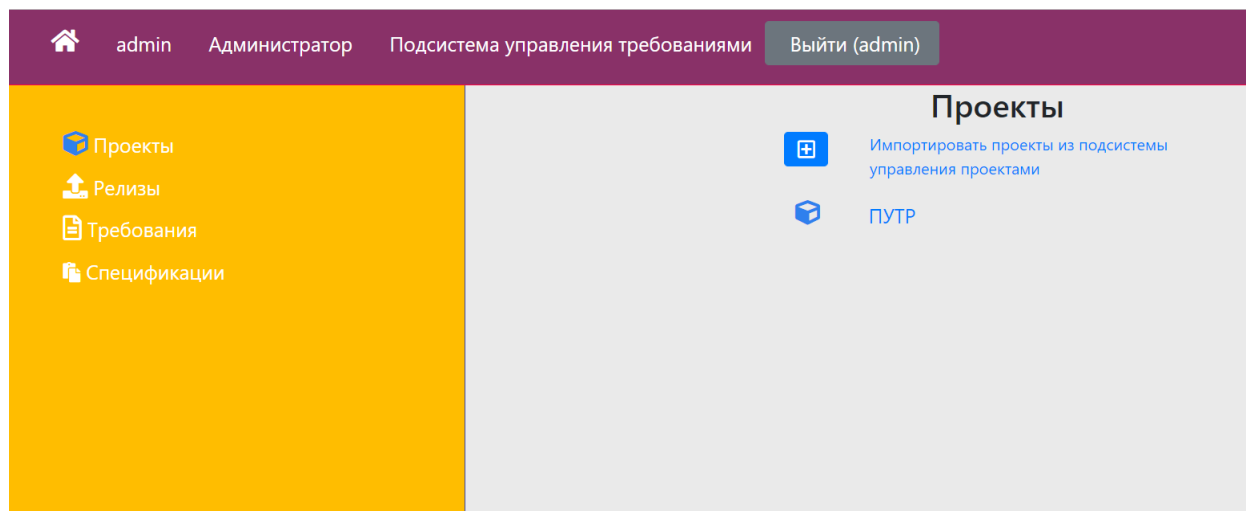 admin Администратор Подсистема управления требованиями Выйти (admin)
Проекты
Релизы
Требования
Спецификации
Проекты
Импортировать проекты из подсистемы
управления проектами
ПУТР